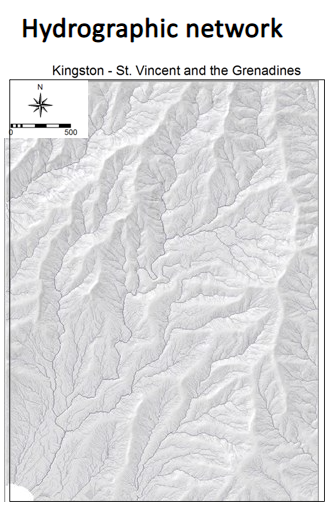 Hydrographic network
Kingston - St. Vincent and the Grenadines
N
0 500